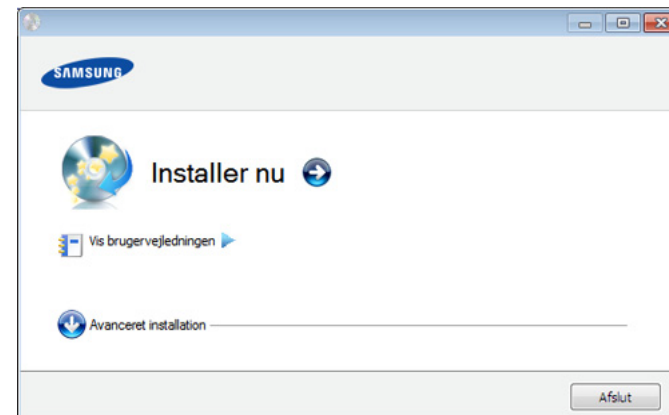 SAMSUNG
Installer nu
Vis brugervejledningen
Avanceret installation
Afslut